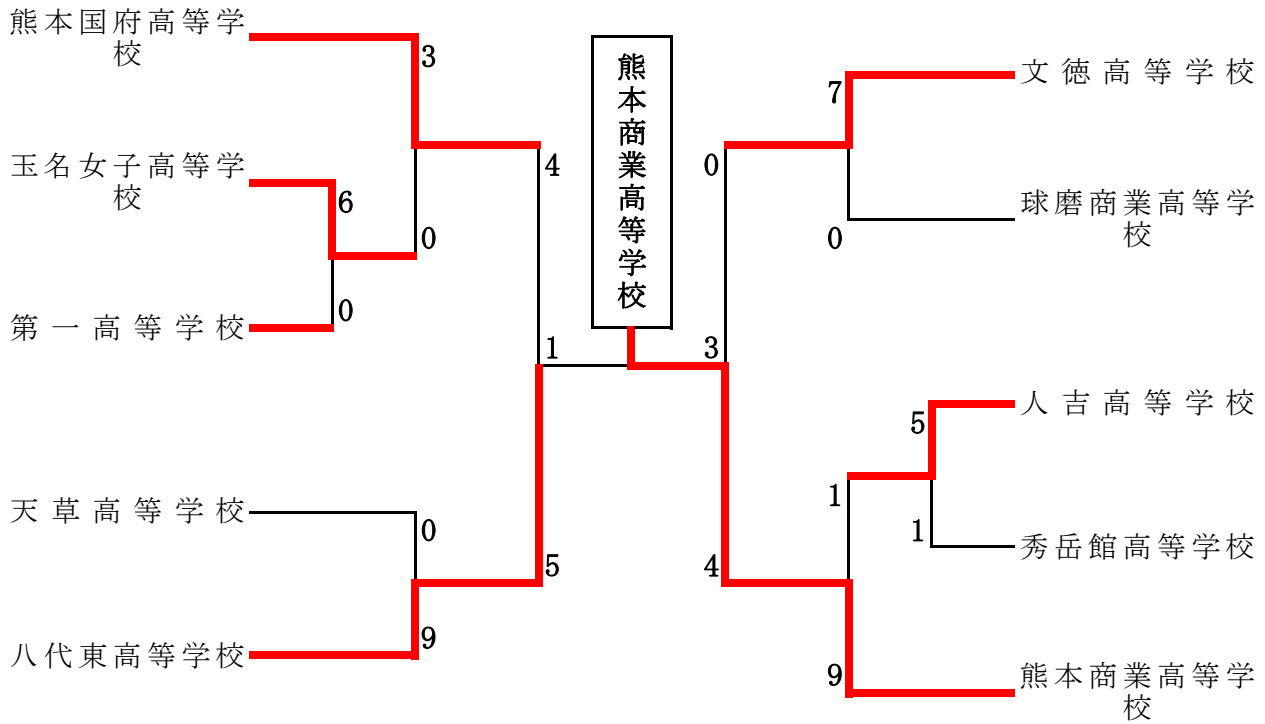 熊本国府高等学
校
3
玉名女子高等学
校
6
0
第一高等学校
0
4
1
天草高等学校
0
5
八代東高等学校
9
熊本商業高等学校
文徳高等学校
7
0
球磨商業高等学
校
0
3
人吉高等学校
5
1
秀岳館高等学校
1
4
熊本商業高等学
校
9